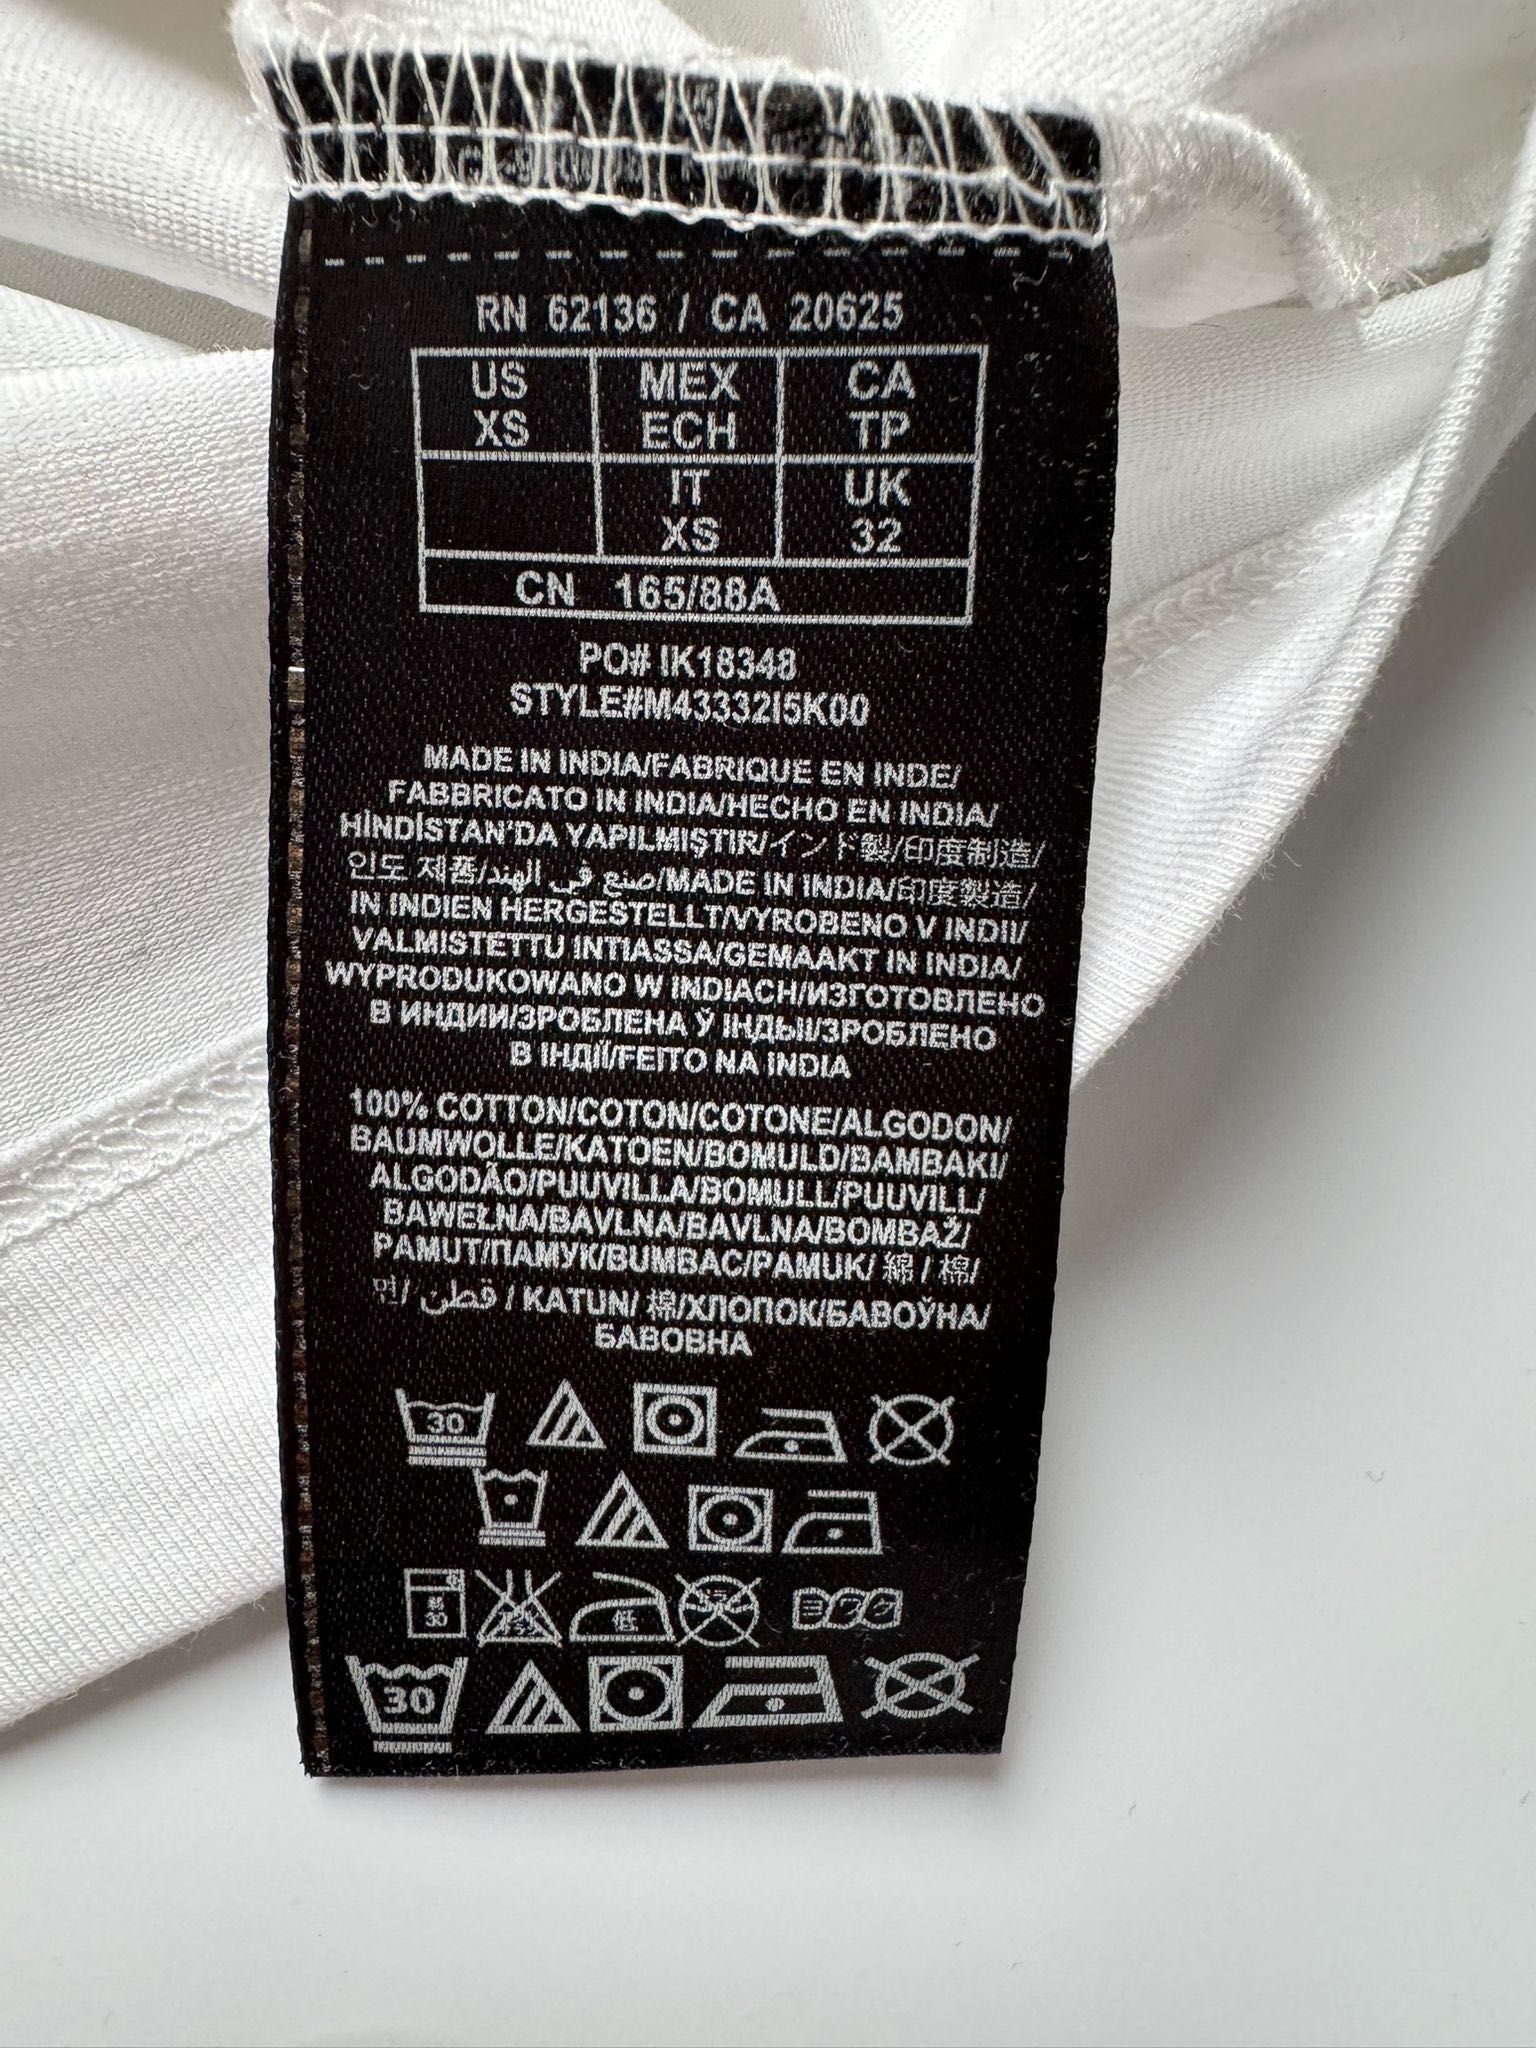 RN 62136 / CA 20625
US MEX CA
XS ECH TP
IT UK
XS 32
CN 165/88A
PO# IK18348
STYLE#M43332I5K00
MADE IN INDIA/FABRIQUE EN INDE/
FABBRICATO IN INDIA/HECHO EN INDIA/
HİNDİSTAN'DA YAPILMIŞTIR/インド製/印度制造/
인도 제품/صنع في الهند/MADE IN INDIA/印度製造/
IN INDIEN HERGESTELLT/VYROBENO V INDII/
VALMISTETTU INTIASSA/GEMAAKT IN INDIA/
WYPRODUKOWANO W INDIACH/ИЗГОТОВЛЕНО
В ИНДИИ/ЗРОБЛЕНА Ў ІНДЫІ/ЗРОБЛЕНО
В ІНДІЇ/FEITO NA INDIA
100% COTTON/COTON/COTONE/ALGODON/
BAUMWOLLE/KATOEN/BOMULD/BAMBAKI/
ALGODÃO/PUUVILLA/BOMULL/PUUVILL/
BAWEŁNA/BAVLNA/BAVLNA/BOMBAŽ/
PAMUT/ПАМУК/BUMBAC/PAMUK/ 綿 / 棉/
면/ قطن / KATUN/ 棉/ХЛОПОК/БАВОЎНА/
БАВОВНА
30
30 低
30